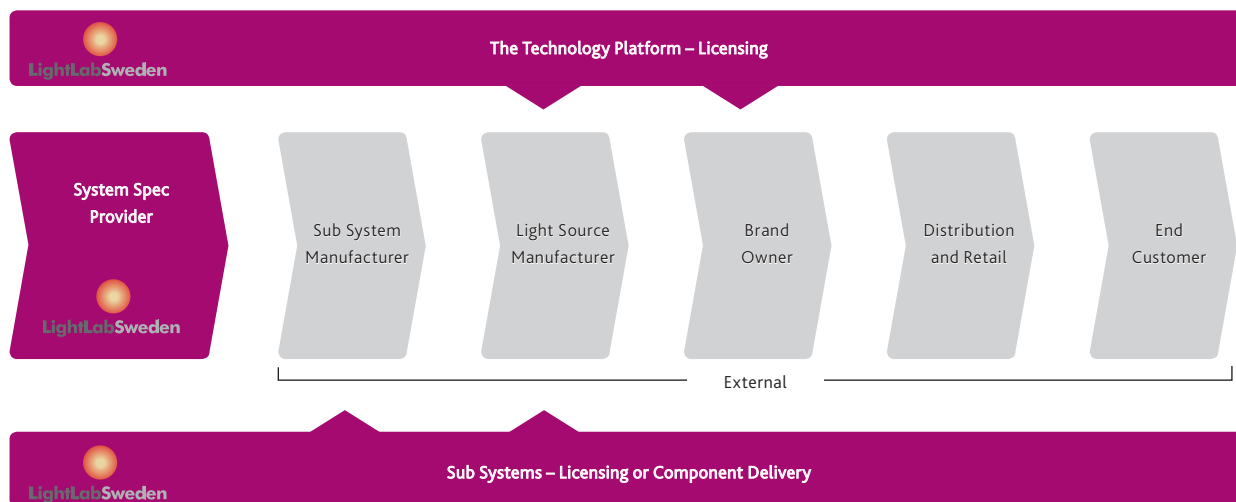 The Technology Platform – Licensing
LightLabSweden
System Spec
Provider
LightLabSweden
Sub System
Manufacturer
Light Source
Manufacturer
Brand
Owner
Distribution
and Retail
End
Customer
External
Sub Systems – Licensing or Component Delivery
LightLabSweden